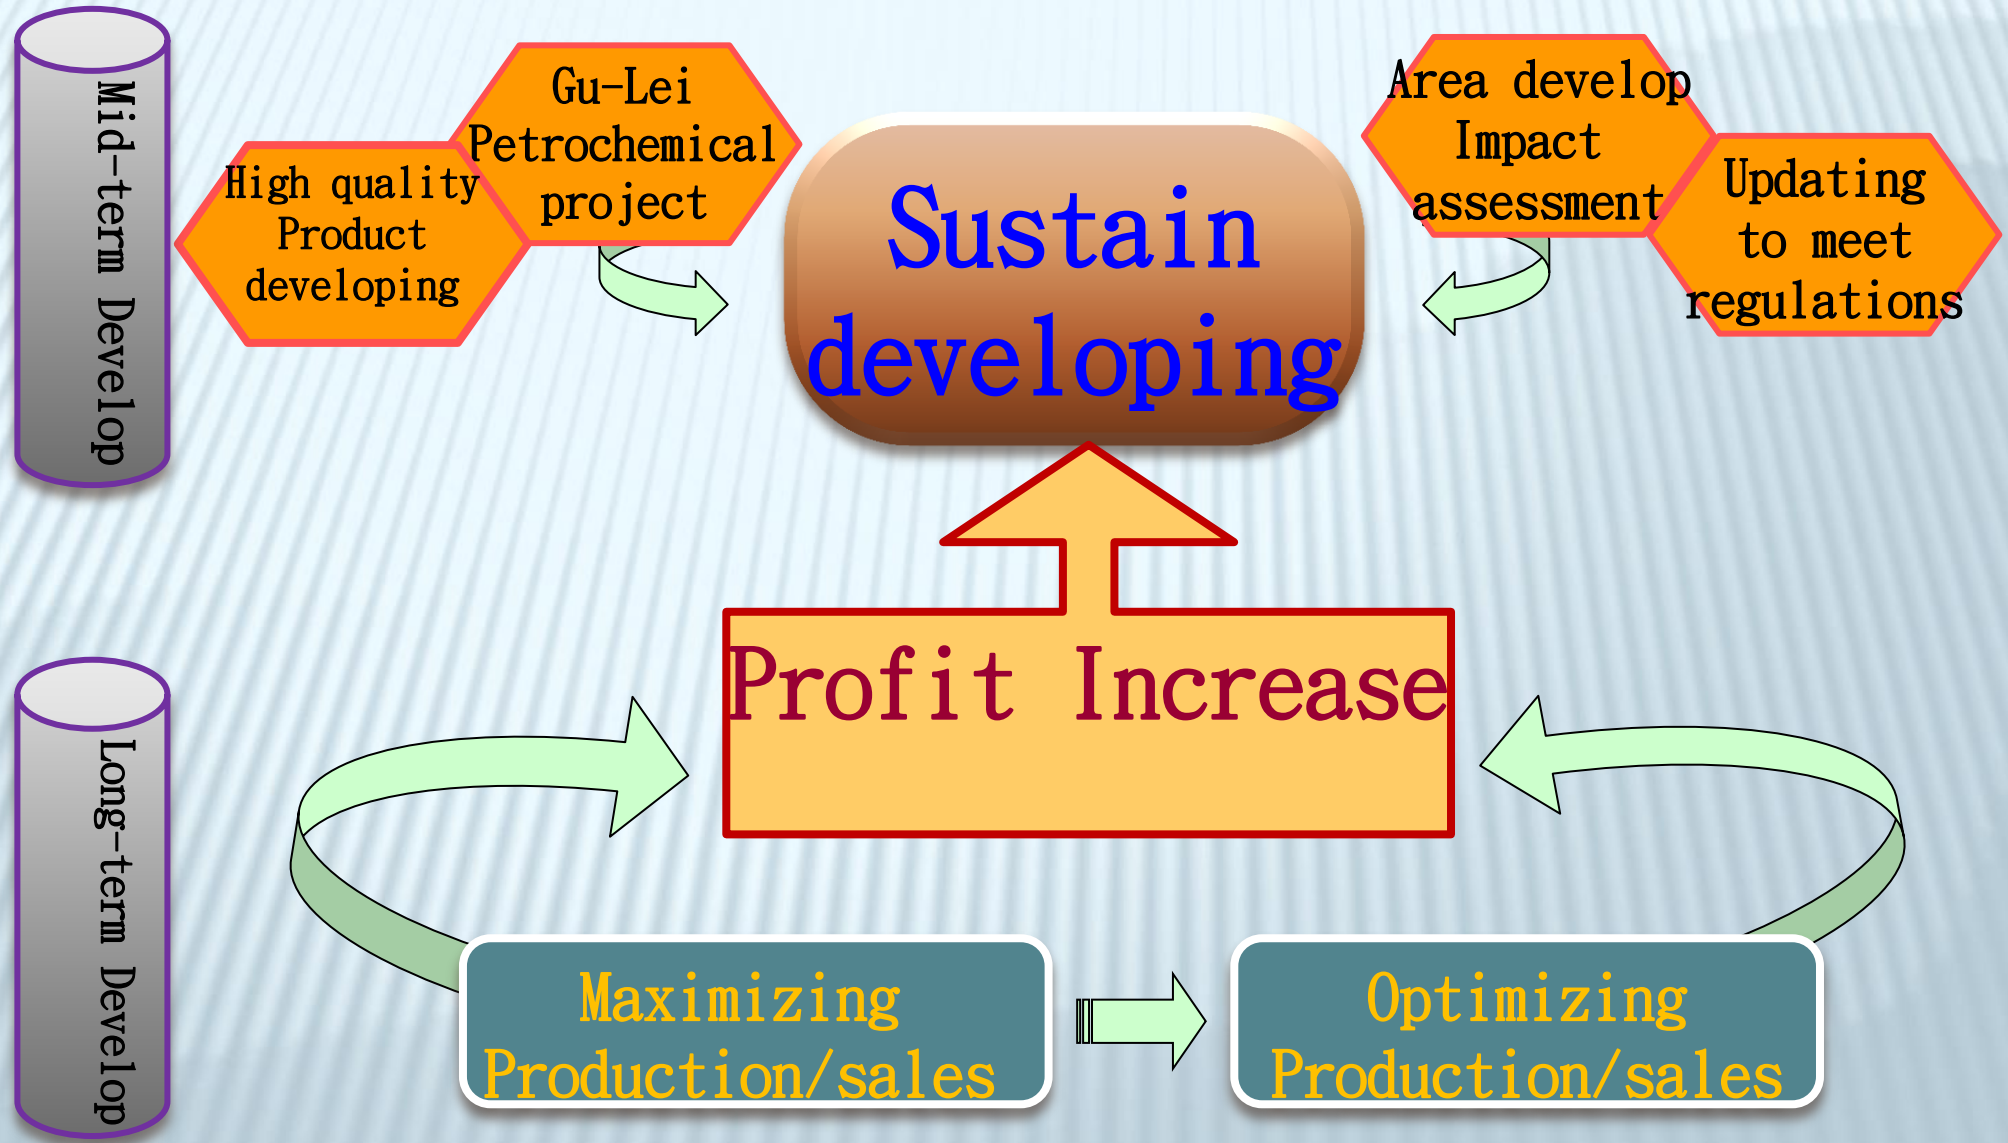 Mid-term Develop
Gu-Lei
Petrochemical
project
High quality
Product
developing
Sustain
developing
Area develop
Impact
assessment
Updating
to meet
regulations
Profit Increase
Long-term Develop
Maximizing
Production/sales
Optimizing
Production/sales